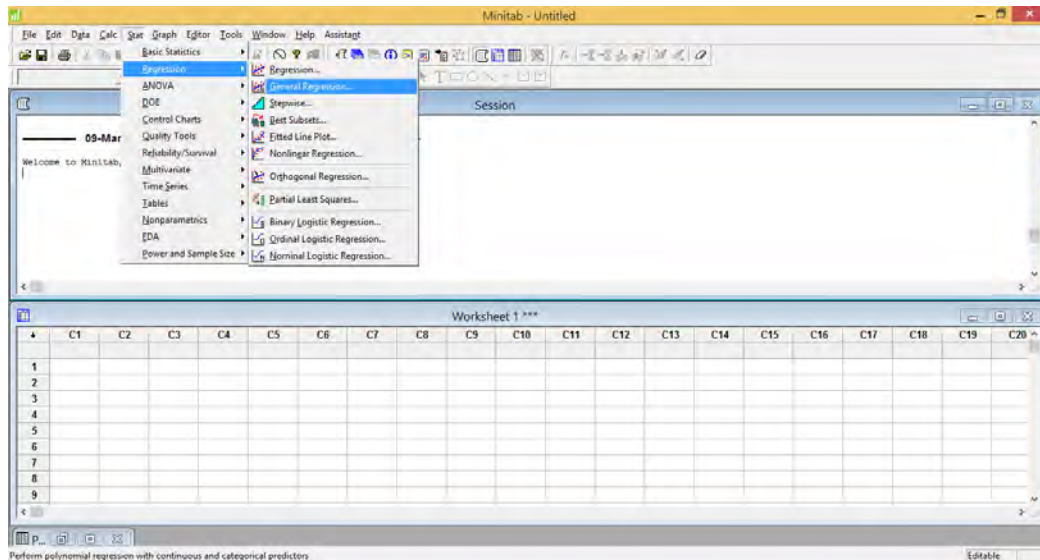 Minitab - Untitled
File Edit Data Calc Stat Graph Editor Tools Window Help Assistant
Basic Statistics
Regression
ANOVA
DOE
Control Charts
Quality Tools
Reliability/Survival
Multivariate
Time Series
Tables
Nonparametrics
EDA
Power and Sample Size
Regression...
General Regression...
Stepwise...
Best Subsets...
Fitted Line Plot...
Nonlinear Regression...
Orthogonal Regression...
Partial Least Squares...
Binary Logistic Regression...
Ordinal Logistic Regression...
Nominal Logistic Regression...
Session
09-Mar
Welcome to Minitab,
Worksheet 1 ***
C1 C2 C3 C4 C5 C6 C7 C8 C9 C10 C11 C12 C13 C14 C15 C16 C17 C18 C19 C20
1
2
3
4
5
6
7
8
9
P...
Perform polynomial regression with continuous and categorical predictors
Editable